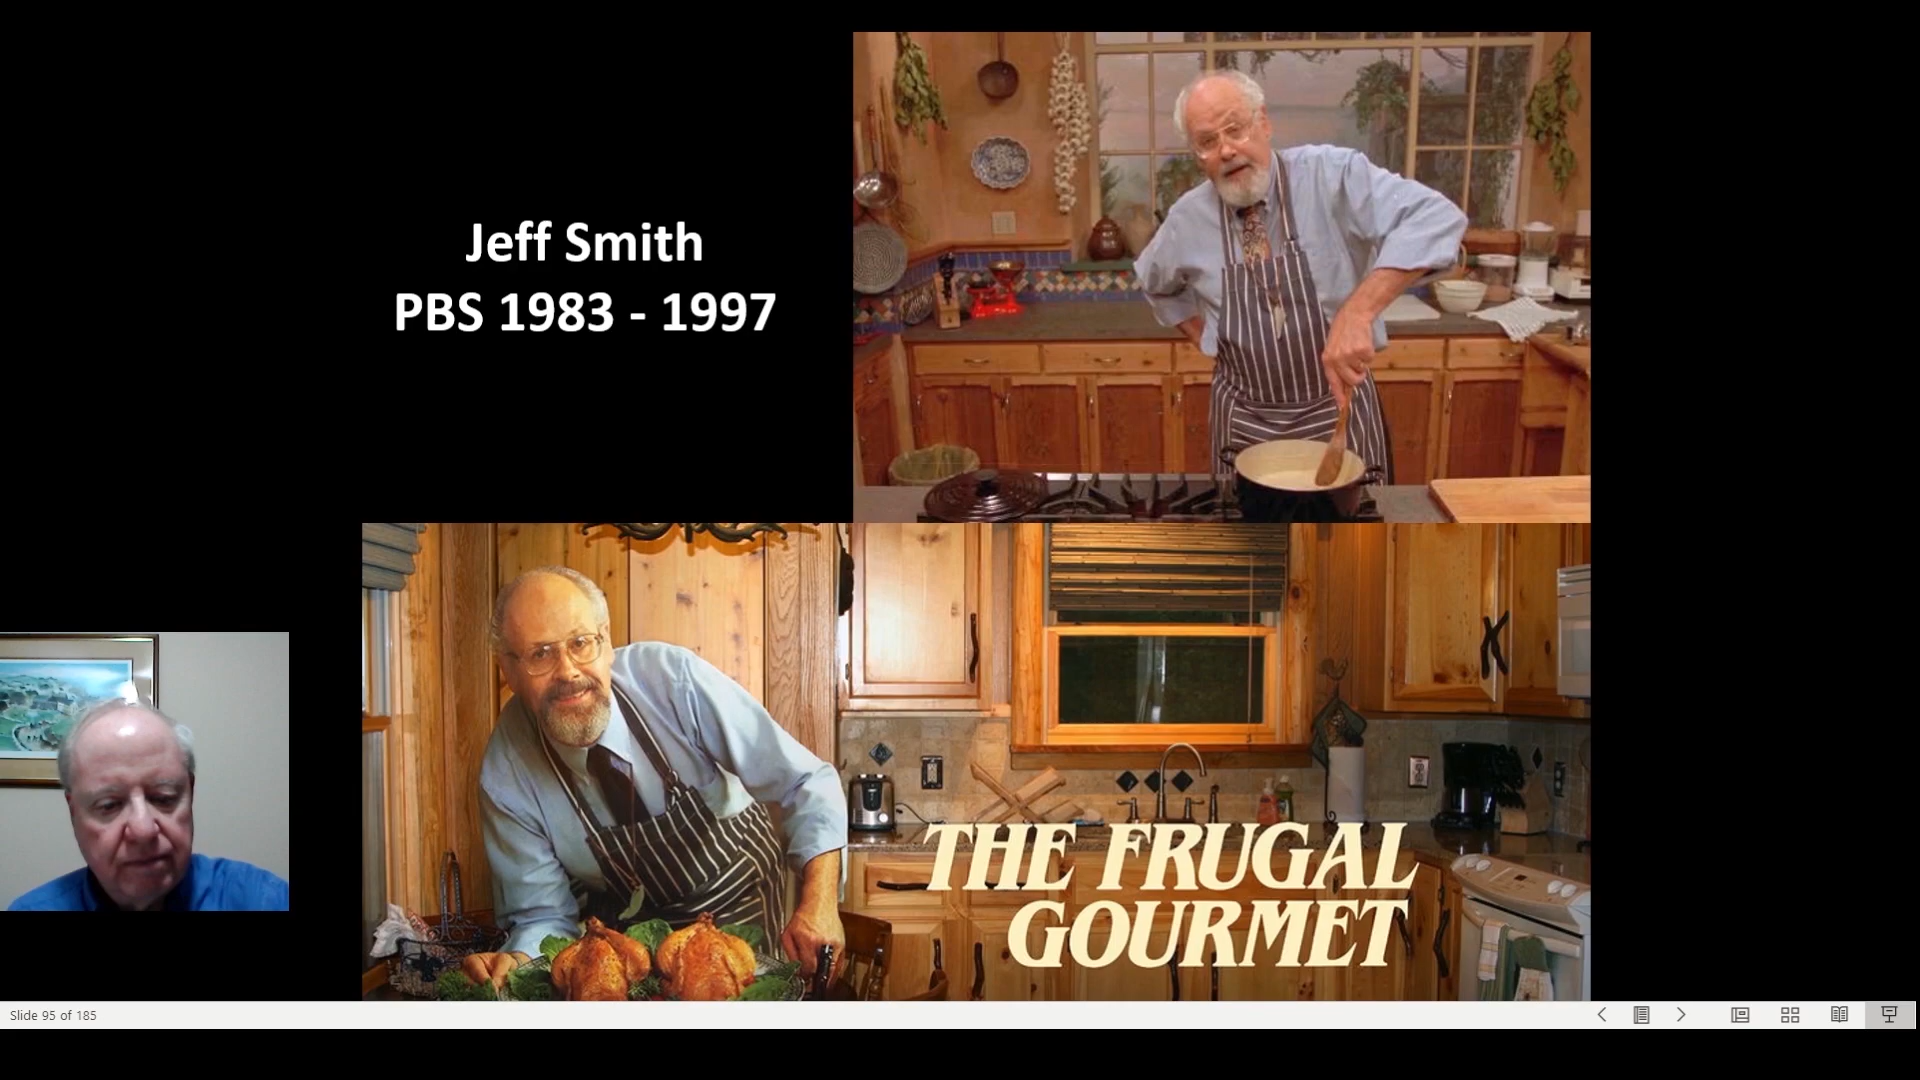 Jeff Smith
PBS 1983 - 1997
THE FRUGAL
GOURMET
Slide 95 of 185